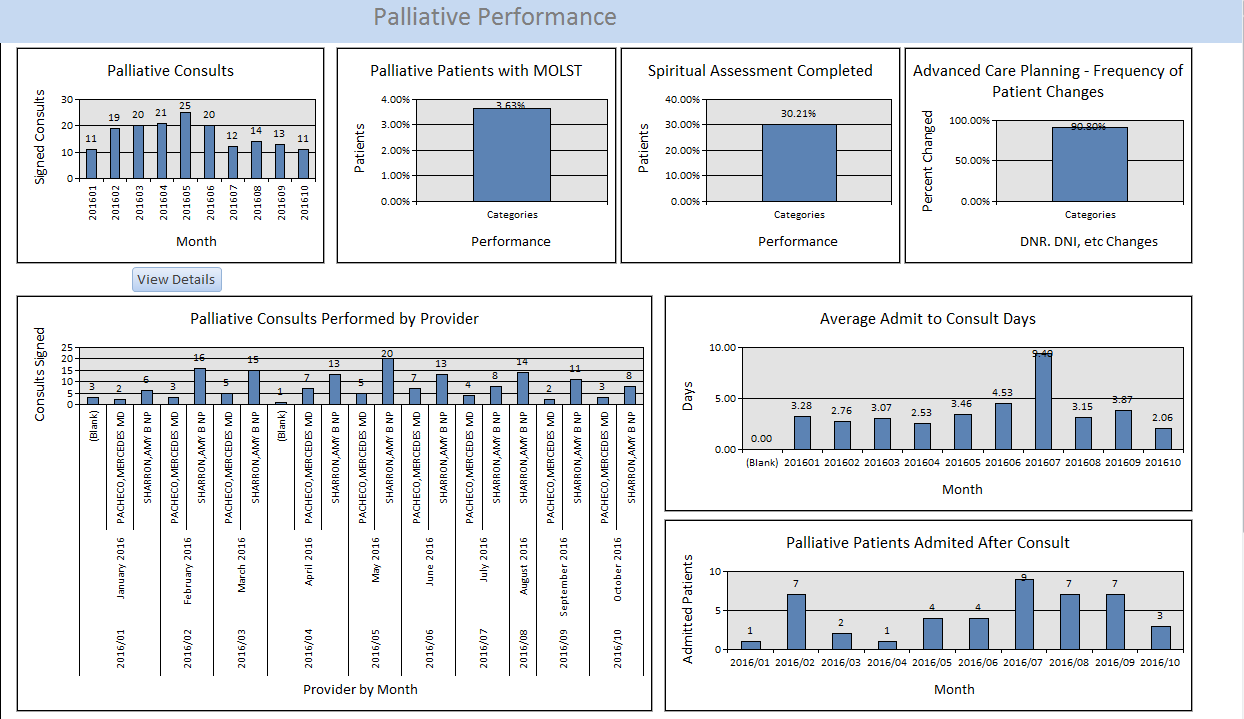 Palliative Performance
Palliative Consults
Signed Consults
30
20
10
0
11
19
20
21
25
20
12
14
13
11
201601
201602
201603
201604
201605
201606
201607
201608
201609
201610
Month
Palliative Patients with MOLST
Patients
4.00%
3.00%
2.00%
1.00%
0.00%
3.63%
Categories
Performance
Spiritual Assessment Completed
Patients
40.00%
30.00%
20.00%
10.00%
0.00%
30.21%
Categories
Performance
Advanced Care Planning - Frequency of
Patient Changes
Percent Changed
100.00%
50.00%
0.00%
90.80%
Categories
DNR. DNI, etc Changes
View Details
Palliative Consults Performed by Provider
Consults Signed
25
20
15
10
5
0
3
2
6
3
16
5
15
1
7
13
5
20
7
13
4
8
14
2
11
3
8
(Blank)
PACHECO,MERCEDES MD
SHARRON,AMY B NP
PACHECO,MERCEDES MD
SHARRON,AMY B NP
PACHECO,MERCEDES MD
SHARRON,AMY B NP
(Blank)
PACHECO,MERCEDES MD
SHARRON,AMY B NP
PACHECO,MERCEDES MD
SHARRON,AMY B NP
PACHECO,MERCEDES MD
SHARRON,AMY B NP
PACHECO,MERCEDES MD
SHARRON,AMY B NP
SHARRON,AMY B NP
PACHECO,MERCEDES MD
SHARRON,AMY B NP
PACHECO,MERCEDES MD
SHARRON,AMY B NP
January 2016
February 2016
March 2016
April 2016
May 2016
June 2016
July 2016
August 2016
September 2016
October 2016
2016/01
2016/02
2016/03
2016/04
2016/05
2016/06
2016/07
2016/08
2016/09
2016/10
Provider by Month
Average Admit to Consult Days
Days
10.00
5.00
0.00
0.00
3.28
2.76
3.07
2.53
3.46
4.53
9.40
3.15
3.87
2.06
(Blank)
201601
201602
201603
201604
201605
201606
201607
201608
201609
201610
Month
Palliative Patients Admited After Consult
Admitted Patients
10
5
0
1
7
2
1
4
4
9
7
7
3
2016/01
2016/02
2016/03
2016/04
2016/05
2016/06
2016/07
2016/08
2016/09
2016/10
Month